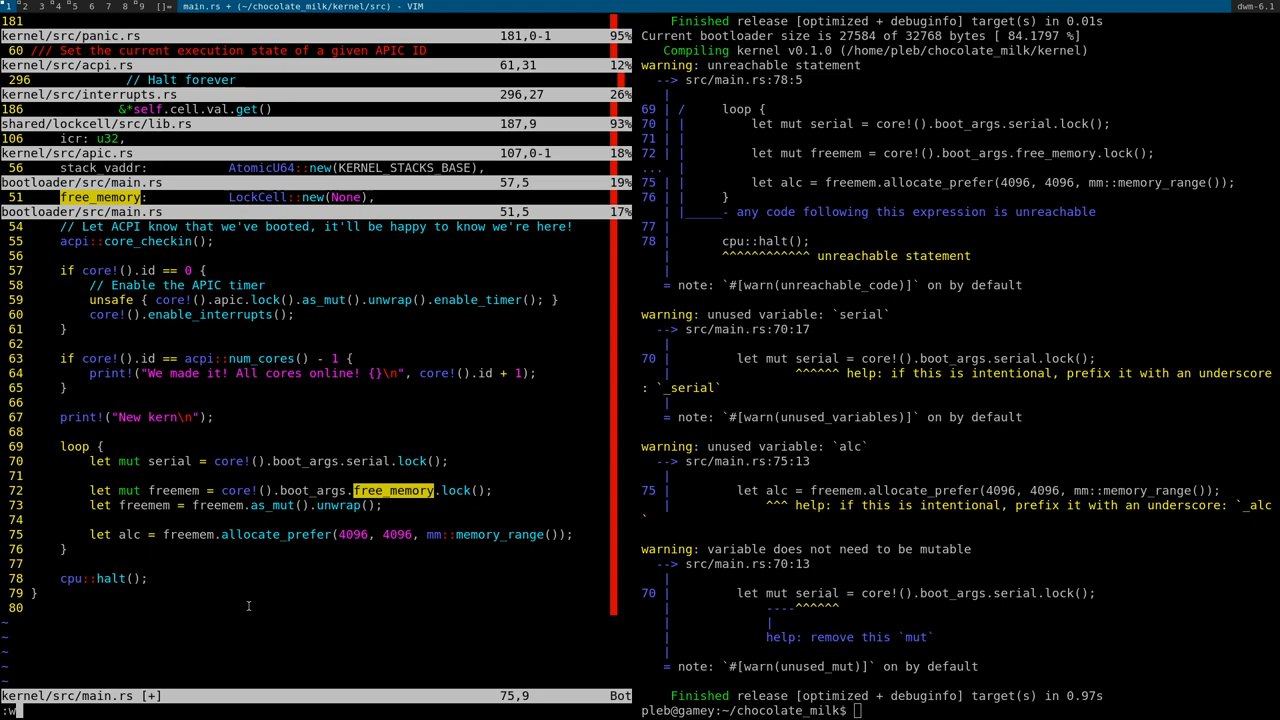 1 2 3 4 5 6 7 8 9 []= main.rs + (~/chocolate_milk/kernel/src) - VIM dwm-6.1
181
kernel/src/panic.rs 181,0-1 95%
60 /// Set the current execution state of a given APIC ID
kernel/src/acpi.rs 61,31 12%
296 // Halt forever
kernel/src/interrupts.rs 296,27 26%
186 &*self.cell.val.get()
shared/lockcell/src/lib.rs 187,9 93%
106 icr: u32,
kernel/src/apic.rs 107,0-1 18%
56 stack_vaddr: AtomicU64::new(KERNEL_STACKS_BASE),
bootloader/src/main.rs 57,5 19%
51 free_memory: LockCell::new(None),
bootloader/src/main.rs 51,5 17%
54 // Let ACPI know that we've booted, it'll be happy to know we're here!
55 acpi::core_checkin();
56
57 if core!().id == 0 {
58 // Enable the APIC timer
59 unsafe { core!().apic.lock().as_mut().unwrap().enable_timer(); }
60 core!().enable_interrupts();
61 }
62
63 if core!().id == acpi::num_cores() - 1 {
64 print!("We made it! All cores online! {}\n", core!().id + 1);
65 }
66
67 print!("New kern\n");
68
69 loop {
70 let mut serial = core!().boot_args.serial.lock();
71
72 let mut freemem = core!().boot_args.free_memory.lock();
73 let freemem = freemem.as_mut().unwrap();
74
75 let alc = freemem.allocate_prefer(4096, 4096, mm::memory_range());
76 }
77
78 cpu::halt();
79 }
80
~
~
~
~
~
kernel/src/main.rs [+] 75,9 Bot
:w
Finished release [optimized + debuginfo] target(s) in 0.01s
Current bootloader size is 27584 of 32768 bytes [ 84.1797 %]
Compiling kernel v0.1.0 (/home/pleb/chocolate_milk/kernel)
warning: unreachable statement
--> src/main.rs:78:5
|
69 | / loop {
70 | | let mut serial = core!().boot_args.serial.lock();
71 | |
72 | | let mut freemem = core!().boot_args.free_memory.lock();
... |
75 | | let alc = freemem.allocate_prefer(4096, 4096, mm::memory_range());
76 | | }
| |_____- any code following this expression is unreachable
77 |
78 | cpu::halt();
| ^^^^^^^^^^^^ unreachable statement
|
= note: `#[warn(unreachable_code)]` on by default
warning: unused variable: `serial`
--> src/main.rs:70:17
|
70 | let mut serial = core!().boot_args.serial.lock();
| ^^^^^^ help: if this is intentional, prefix it with an underscore
: `_serial`
|
= note: `#[warn(unused_variables)]` on by default
warning: unused variable: `alc`
--> src/main.rs:75:13
|
75 | let alc = freemem.allocate_prefer(4096, 4096, mm::memory_range());
| ^^^ help: if this is intentional, prefix it with an underscore: `_alc
`
warning: variable does not need to be mutable
--> src/main.rs:70:13
|
70 | let mut serial = core!().boot_args.serial.lock();
| ----^^^^^^
| |
| help: remove this `mut`
|
= note: `#[warn(unused_mut)]` on by default
Finished release [optimized + debuginfo] target(s) in 0.97s
pleb@gamey:~/chocolate_milk$